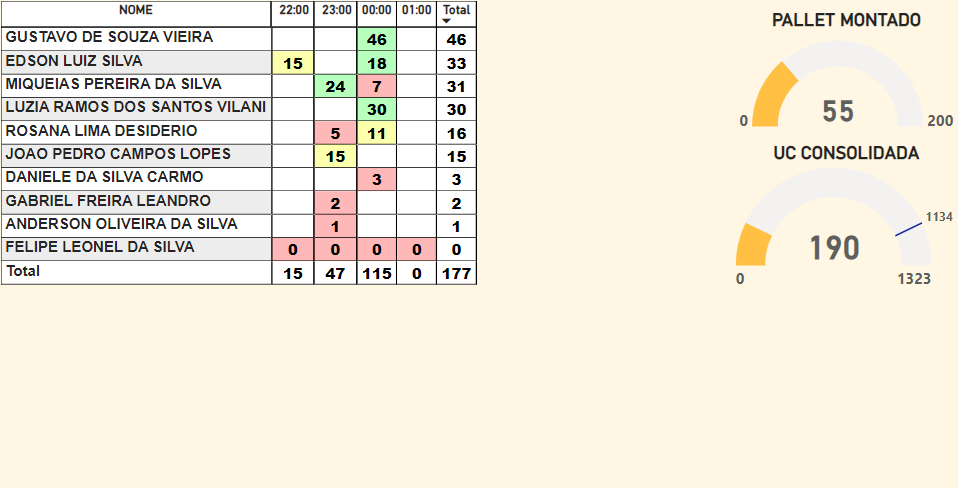 NOME 22:00 23:00 00:00 01:00 Total
GUSTAVO DE SOUZA VIEIRA 46 46
EDSON LUIZ SILVA 15 18 33
MIQUEIAS PEREIRA DA SILVA 24 7 31
LUZIA RAMOS DOS SANTOS VILANI 30 30
ROSANA LIMA DESIDERIO 5 11 16
JOAO PEDRO CAMPOS LOPES 15 15
DANIELE DA SILVA CARMO 3 3
GABRIEL FREIRA LEANDRO 2 2
ANDERSON OLIVEIRA DA SILVA 1 1
FELIPE LEONEL DA SILVA 0 0 0 0 0
Total 15 47 115 0 177
PALLET MONTADO
55
0 200
UC CONSOLIDADA
1134
190
0 1323